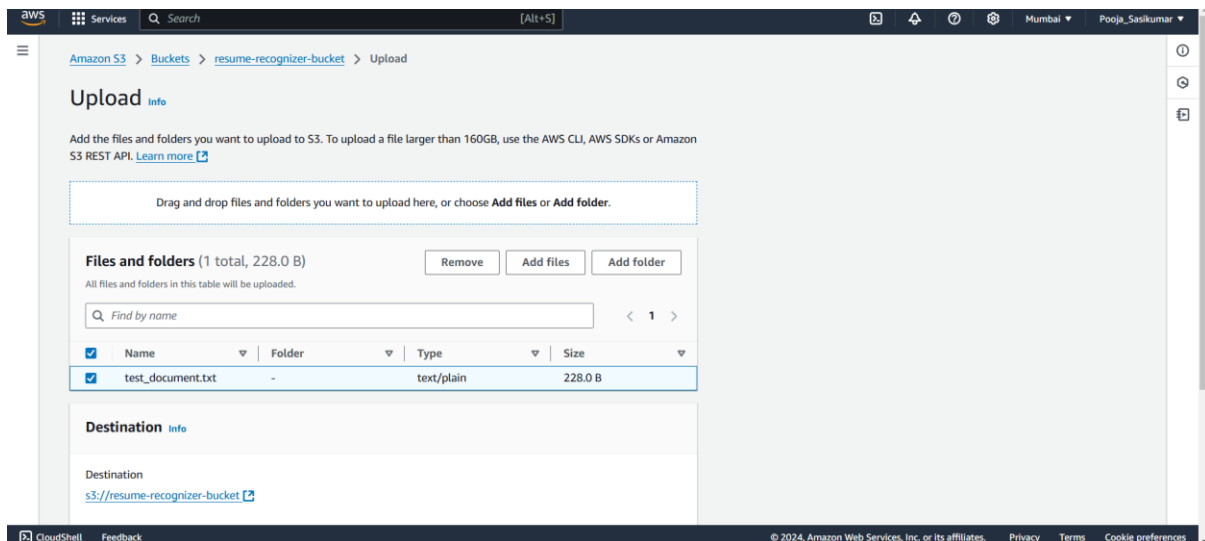 aws Services Search [Alt+S] Mumbai Pooja_Sasikumar
Amazon S3 > Buckets > resume-recognizer-bucket > Upload
Upload Info
Add the files and folders you want to upload to S3. To upload a file larger than 160GB, use the AWS CLI, AWS SDKs or Amazon
S3 REST API. Learn more
Drag and drop files and folders you want to upload here, or choose Add files or Add folder.
Files and folders (1 total, 228.0 B) Remove Add files Add folder
All files and folders in this table will be uploaded.
Find by name < 1 >
Name Folder Type Size
test_document.txt - text/plain 228.0 B
Destination Info
Destination
s3://resume-recognizer-bucket
CloudShell Feedback © 2024, Amazon Web Services, Inc. or its affiliates. Privacy Terms Cookie preferences